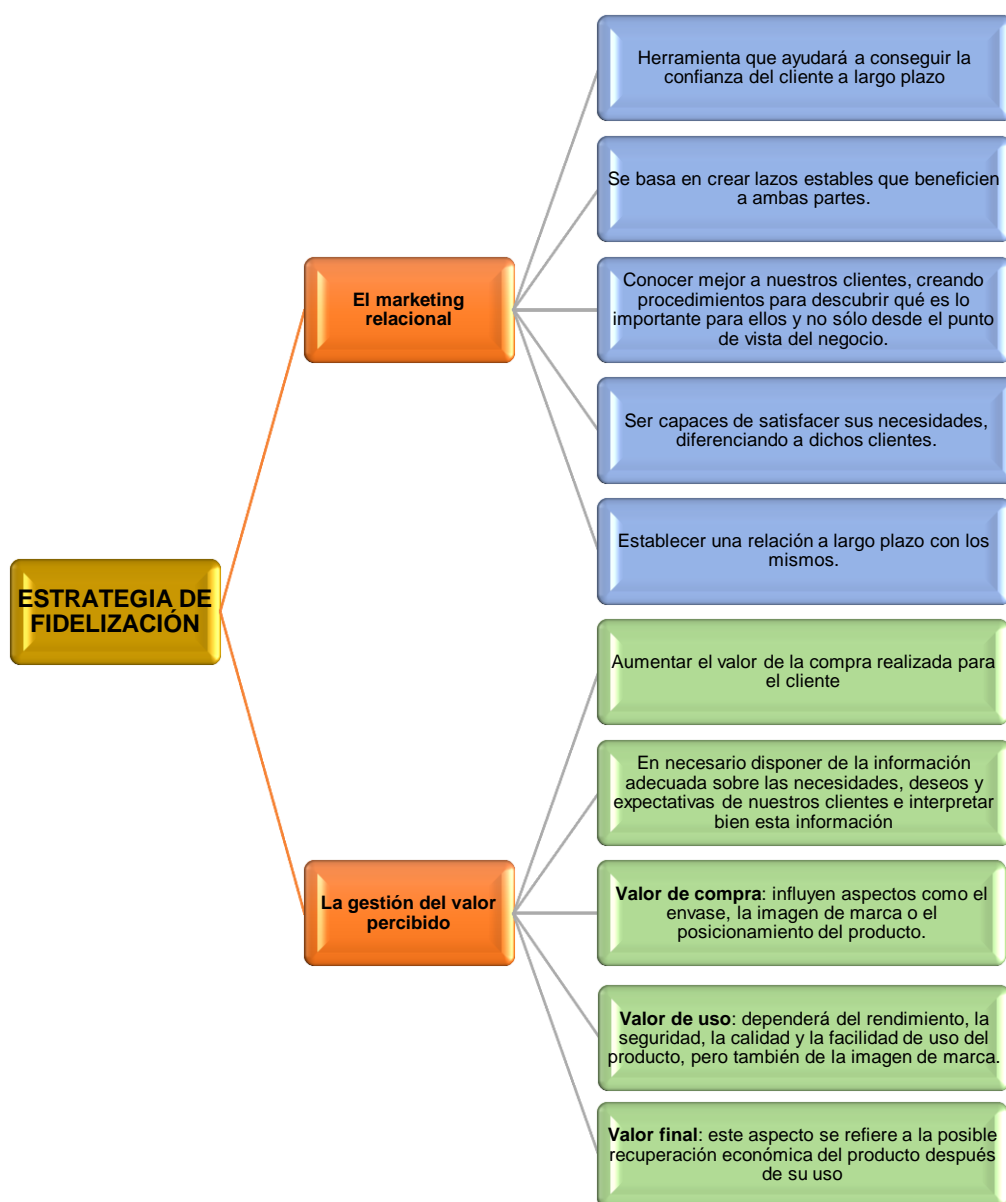 ESTRATEGIA DE
FIDELIZACIÓN
El marketing
relacional
Herramienta que ayudará a conseguir la
confianza del cliente a largo plazo
Se basa en crear lazos estables que beneficien
a ambas partes.
Conocer mejor a nuestros clientes, creando
procedimientos para descubrir qué es lo
importante para ellos y no sólo desde el punto
de vista del negocio.
Ser capaces de satisfacer sus necesidades,
diferenciando a dichos clientes.
Establecer una relación a largo plazo con los
mismos.
La gestión del valor
percibido
Aumentar el valor de la compra realizada para
el cliente
En necesario disponer de la información
adecuada sobre las necesidades, deseos y
expectativas de nuestros clientes e interpretar
bien esta información
Valor de compra: influyen aspectos como el
envase, la imagen de marca o el
posicionamiento del producto.
Valor de uso: dependerá del rendimiento, la
seguridad, la calidad y la facilidad de uso del
producto, pero también de la imagen de marca.
Valor final: este aspecto se refiere a la posible
recuperación económica del producto después
de su uso